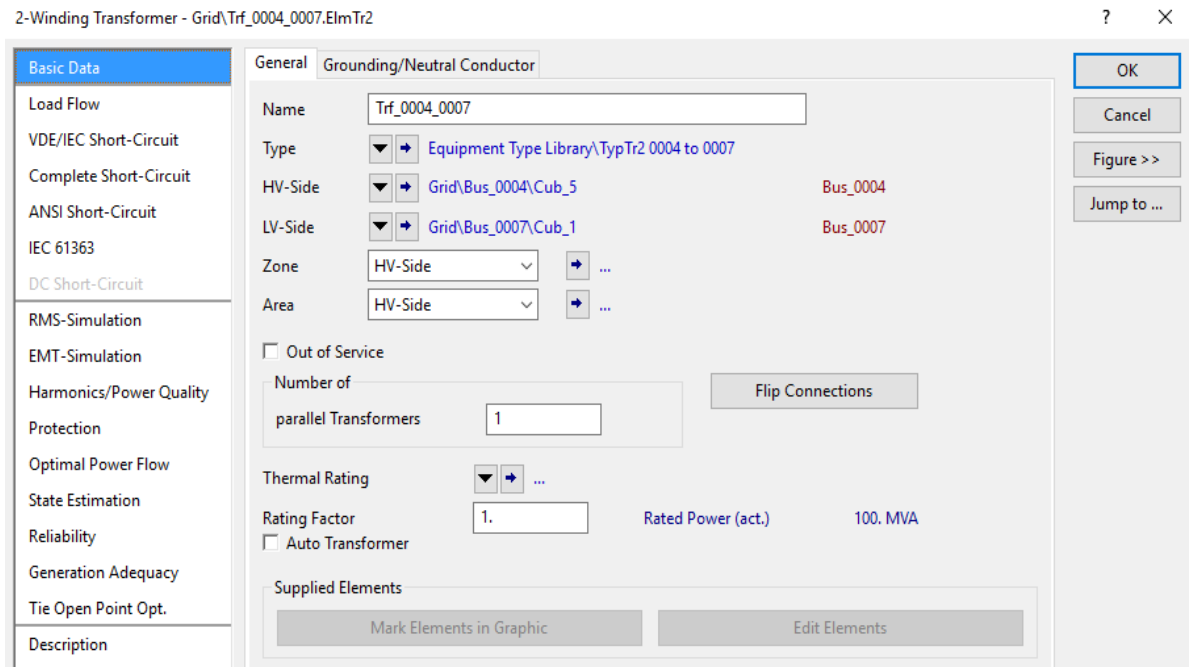 2-Winding Transformer - Grid\Trf_0004_0007.ElmTr2 ? ×
Basic Data
Load Flow
VDE/IEC Short-Circuit
Complete Short-Circuit
ANSI Short-Circuit
IEC 61363
DC Short-Circuit
RMS-Simulation
EMT-Simulation
Harmonics/Power Quality
Protection
Optimal Power Flow
State Estimation
Reliability
Generation Adequacy
Tie Open Point Opt.
Description
General Grounding/Neutral Conductor
Name Trf_0004_0007
Type Equipment Type Library\TypTr2 0004 to 0007
HV-Side Grid\Bus_0004\Cub_5 Bus_0004
LV-Side Grid\Bus_0007\Cub_1 Bus_0007
Zone HV-Side ...
Area HV-Side ...
Out of Service
Number of
parallel Transformers 1
Flip Connections
Thermal Rating ...
Rating Factor 1. Rated Power (act.) 100. MVA
Auto Transformer
Supplied Elements
Mark Elements in Graphic Edit Elements
OK
Cancel
Figure >>
Jump to ...